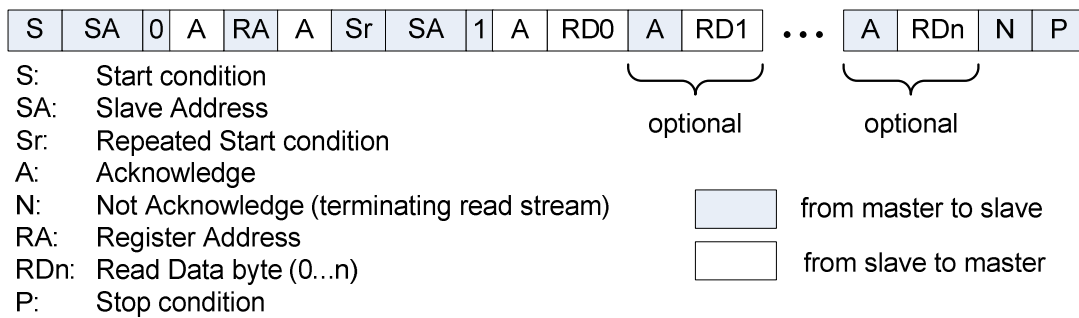 S SA 0 A RA A Sr SA 1 A RD0 A RD1 ••• A RDn N P
S: Start condition
SA: Slave Address
Sr: Repeated Start condition
A: Acknowledge
N: Not Acknowledge (terminating read stream)
RA: Register Address
RDn: Read Data byte (0...n)
P: Stop condition
optional
optional
from master to slave
from slave to master